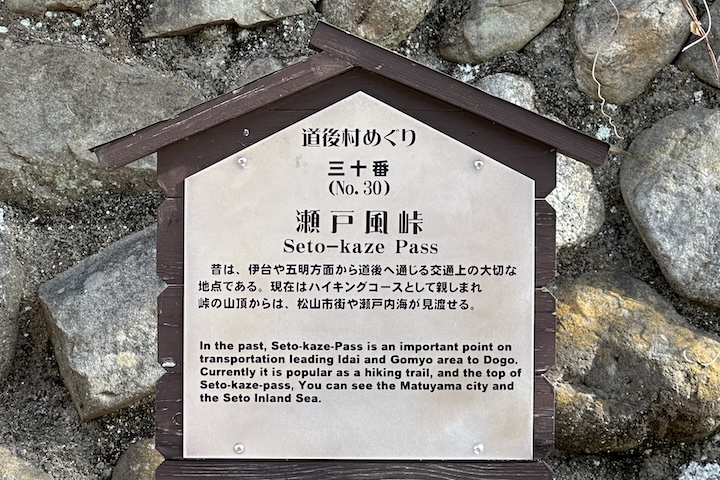 道後村めぐり
三十番
(No. 30)
瀬戸風峠
Seto-kaze Pass
昔は、伊台や五明方面から道後へ通じる交通上の大切な
地点である。現在はハイキングコースとして親しまれ
峠の山頂からは、松山市街や瀬戸内海が見渡せる。
In the past, Seto-kaze-Pass is an important point on
transportation leading Idai and Gomyo area to Dogo.
Currently it is popular as a hiking trail, and the top of
Seto-kaze-pass, You can see the Matuyama city and
the Seto Inland Sea.